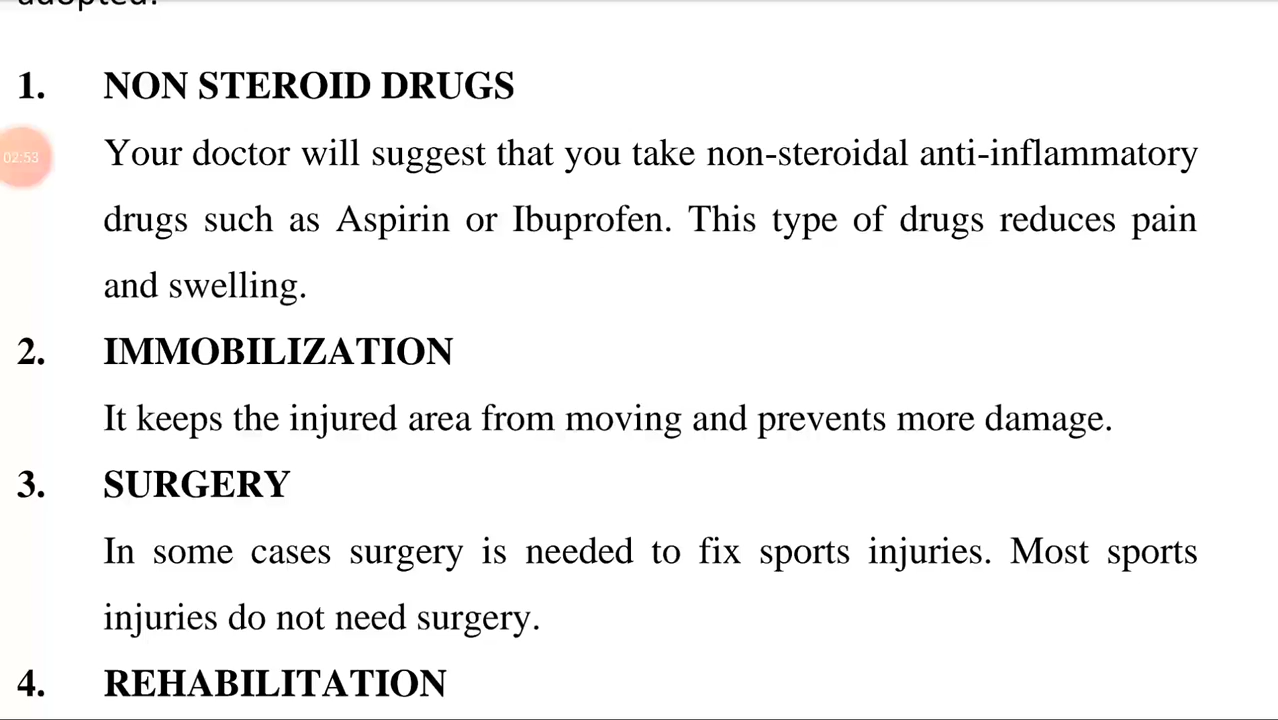 adopted.
1. NON STEROID DRUGS
02:53
Your doctor will suggest that you take non-steroidal anti-inflammatory
drugs such as Aspirin or Ibuprofen. This type of drugs reduces pain
and swelling.
2. IMMOBILIZATION
It keeps the injured area from moving and prevents more damage.
3. SURGERY
In some cases surgery is needed to fix sports injuries. Most sports
injuries do not need surgery.
4. REHABILITATION